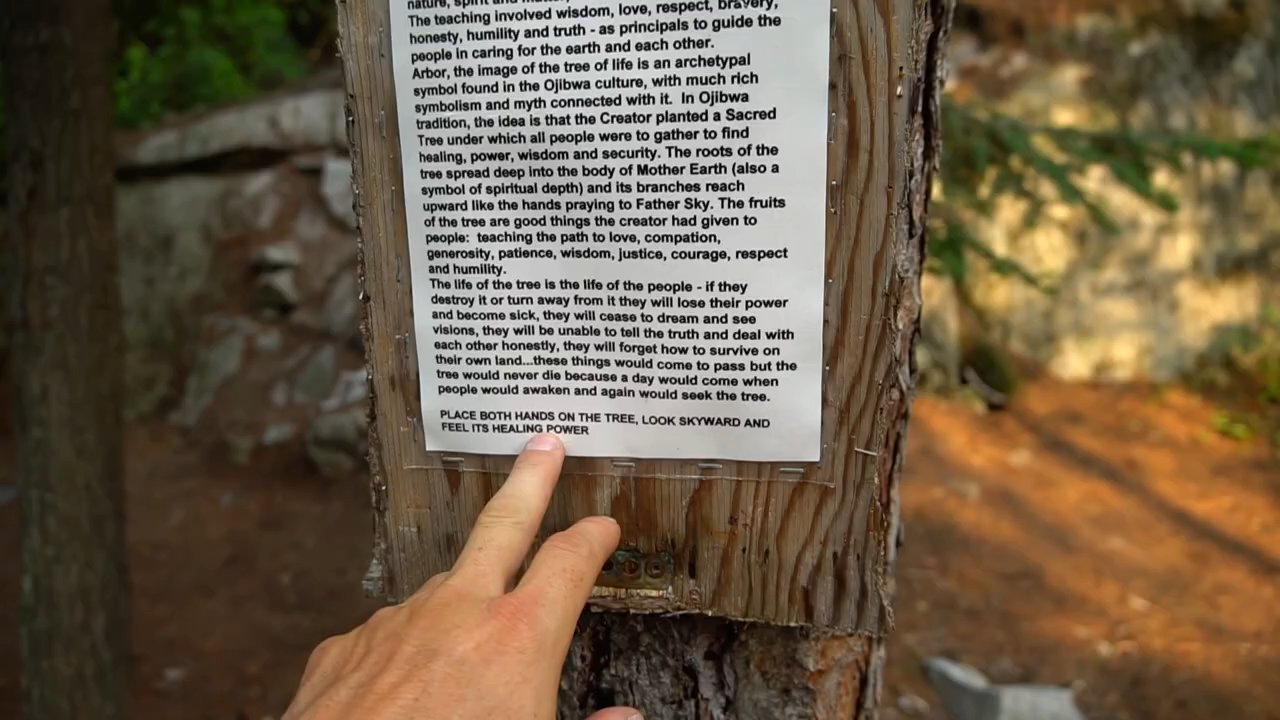 nature, spirit and
The teaching involved wisdom, love, respect, bravery,
honesty, humility and truth - as principals to guide the
people in caring for the earth and each other.
Arbor, the image of the tree of life is an archetypal
symbol found in the Ojibwa culture, with much rich
symbolism and myth connected with it. In Ojibwa
tradition, the idea is that the Creator planted a Sacred
Tree under which all people were to gather to find
healing, power, wisdom and security. The roots of the
tree spread deep into the body of Mother Earth (also a
symbol of spiritual depth) and its branches reach
upward like the hands praying to Father Sky. The fruits
of the tree are good things the creator had given to
people: teaching the path to love, compation,
generosity, patience, wisdom, justice, courage, respect
and humility.
The life of the tree is the life of the people - if they
destroy it or turn away from it they will lose their power
and become sick, they will cease to dream and see
visions, they will be unable to tell the truth and deal with
each other honestly, they will forget how to survive on
their own land...these things would come to pass but the
tree would never die because a day would come when
people would awaken and again would seek the tree.
PLACE BOTH HANDS ON THE TREE, LOOK SKYWARD AND
FEEL ITS HEALING POWER